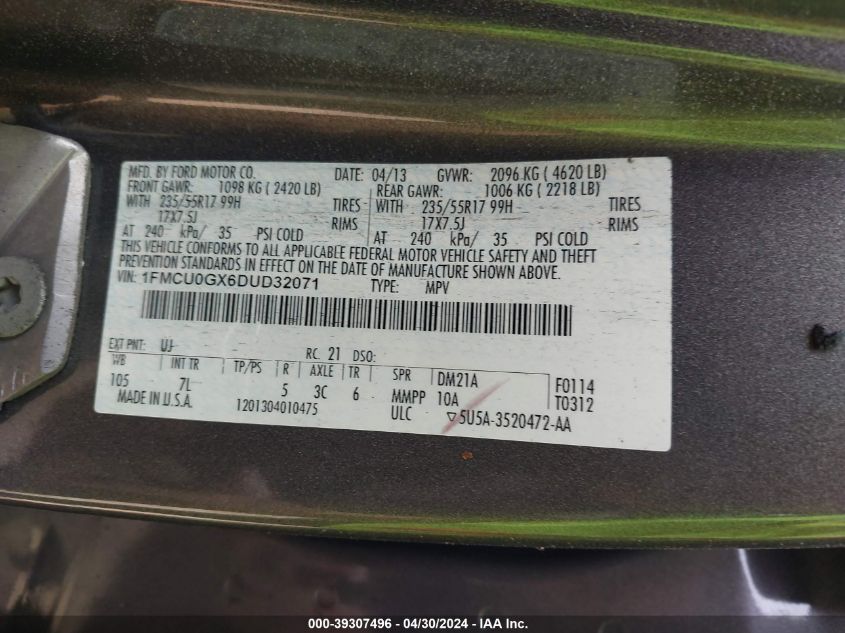 MFD. BY FORD MOTOR CO. DATE: 04/13 GVWR: 2096 KG ( 4620 LB)
FRONT GAWR: 1098 KG ( 2420 LB) REAR GAWR: 1006 KG ( 2218 LB)
WITH 235/55R17 99H TIRES WITH 235/55R17 99H TIRES
17X7.5J RIMS 17X7.5J RIMS
AT 240 kPa/ 35 PSI COLD AT 240 kPa/ 35 PSI COLD
THIS VEHICLE CONFORMS TO ALL APPLICABLE FEDERAL MOTOR VEHICLE SAFETY AND THEFT
PREVENTION STANDARDS IN EFFECT ON THE DATE OF MANUFACTURE SHOWN ABOVE.
VIN: 1FMCU0GX6DUD32071 TYPE: MPV
EXT PNT: UJ RC: 21 DSO:
WB INT TR TP/PS R AXLE TR SPR DM21A F0114
105 7L 5 3C 6 MMPP 10A T0312
MADE IN U.S.A. 1201304010475 ULC ▽5U5A-3520472-AA
000-39307496 - 04/30/2024 - IAAI.com